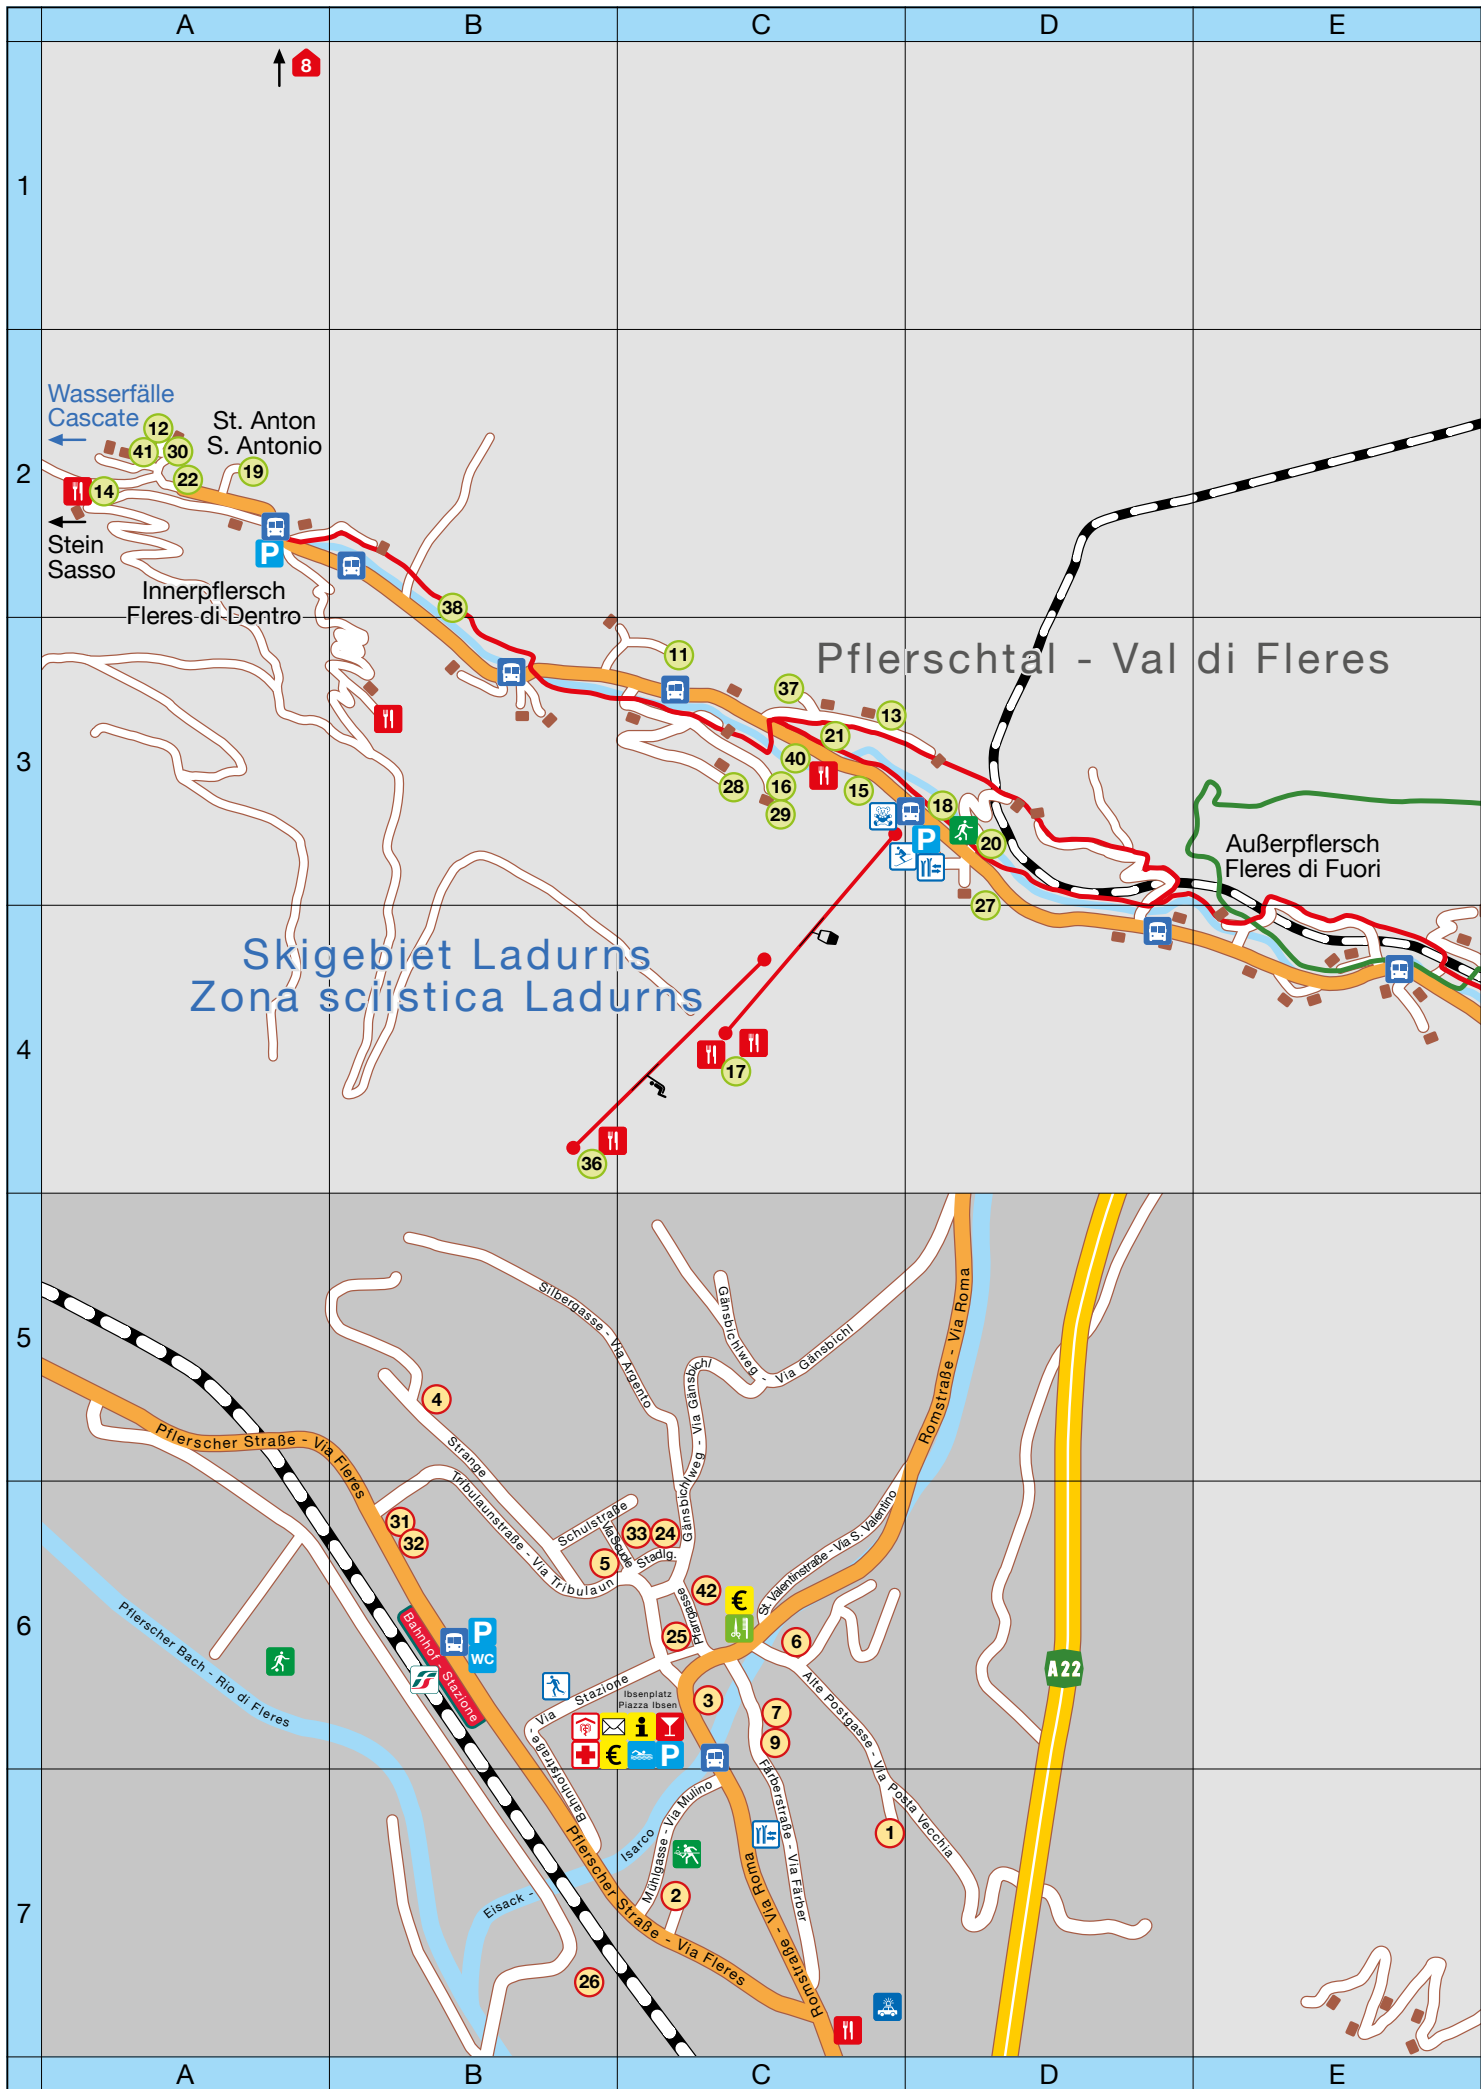 A B C D E
8
1
Wasserfälle
Cascate
12
41
30
St. Anton
S. Antonio
2
22
19
14
Stein
Sasso
P
Innerpflersch
Fleres di Dentro
38
11
Pflerschtal - Val di Fleres
37
13
21
3
40
28
16
15
29
18
P
20
Außerpflersch
Fleres di Fuori
27
Skigebiet Ladurns
Zona sciistica Ladurns
4
17
36
Silbergasse - Via Argento
Gänsbichlweg - Via Gänsbichl
Romstraße - Via Roma
5
Gänsbichlweg - Via Gänsbichl
4
Pflerscher Straße - Via Fleres
Strange
Tribulaunstraße - Via Tribulaun
Schulstraße
Via Scuole
St. Valentinstraße - Via S. Valentino
31
32
33
24
5
Stadlg.
42
€
Pfarrgasse
6
Pflerscher Bach - Rio di Fleres
Bahnhof - Stazione
P
WC
25
6
A22
Bahnhofstraße - Via Stazione
Ibsenplatz
Piazza Ibsen
3
7
9
Alte Postgasse - Via Posta Vecchia
i
€
P
Färberstraße - Via Färber
Mühlgasse - Via Mulino
1
Eisack - Isarco
2
7
Pflerscher Straße - Via Fleres
Romstraße - Via Roma
26
A B C D E